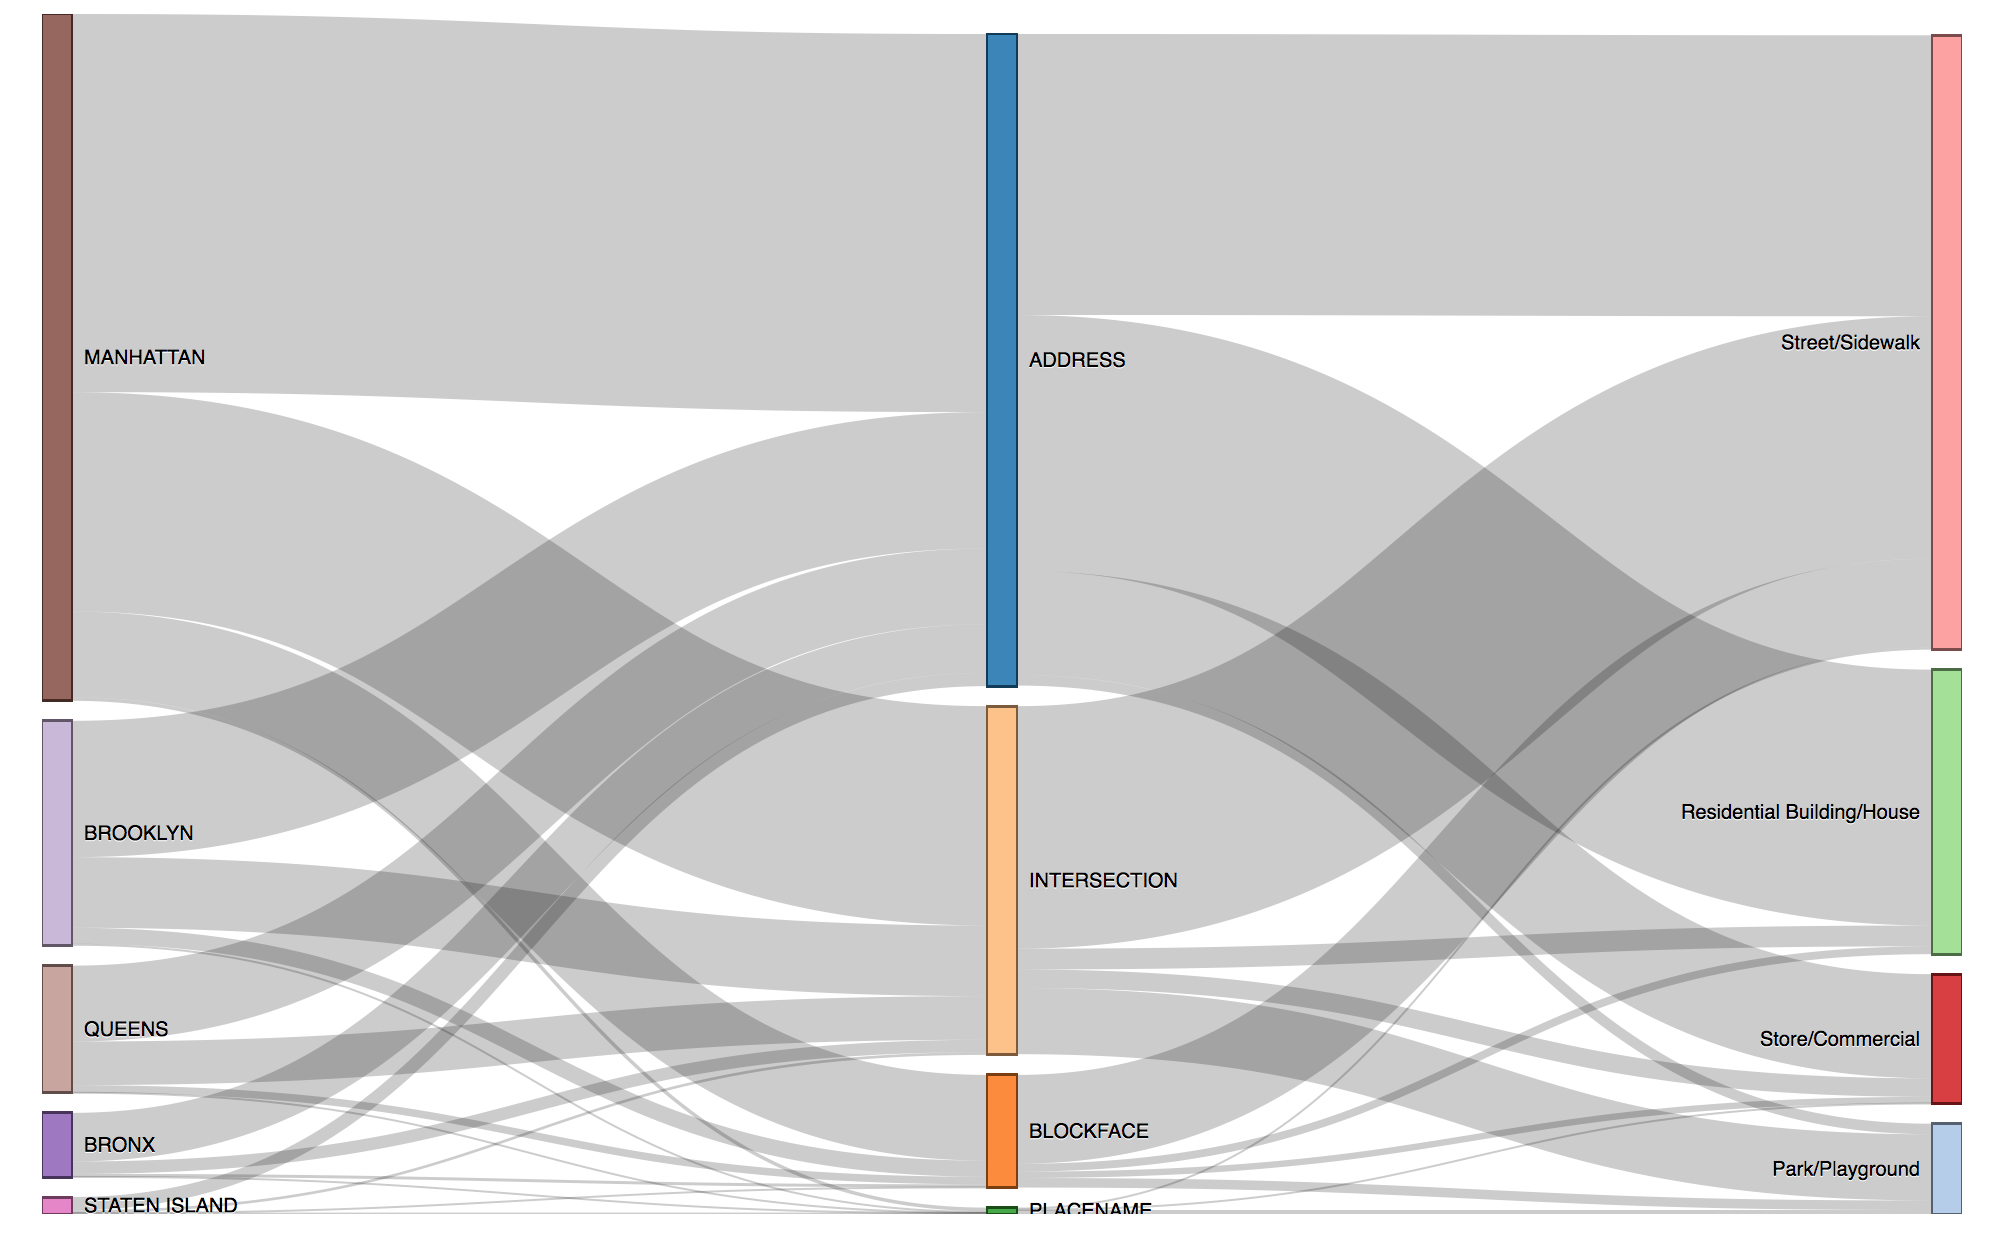 MANHATTAN
BROOKLYN
QUEENS
BRONX
STATEN ISLAND
ADDRESS
INTERSECTION
BLOCKFACE
PLACENAME
Street/Sidewalk
Residential Building/House
Store/Commercial
Park/Playground